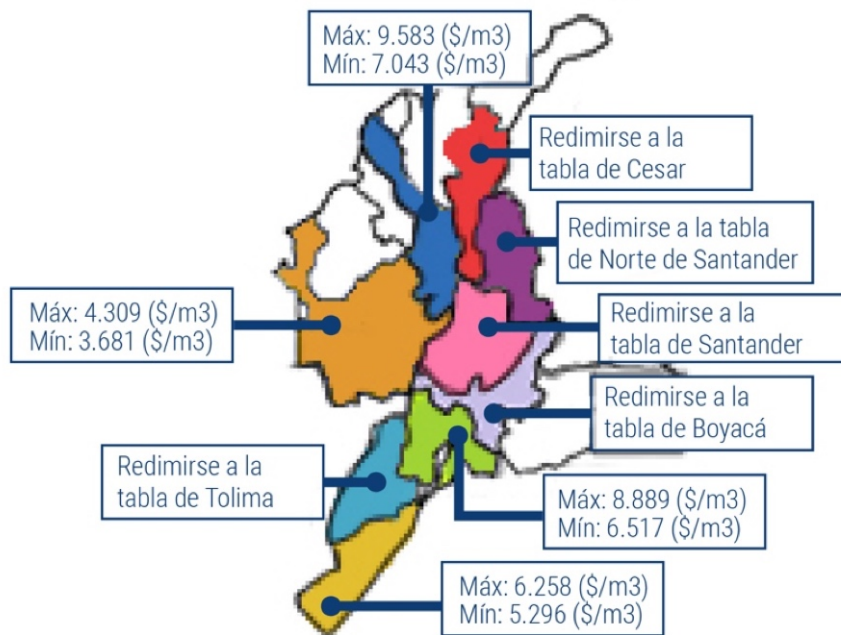 Máx: 9.583 ($/m3)
Mín: 7.043 ($/m3)
Redimirse a la
tabla de Cesar
Redimirse a la tabla
de Norte de Santander
Máx: 4.309 ($/m3)
Mín: 3.681 ($/m3)
Redimirse a la
tabla de Santander
Redimirse a la
tabla de Boyacá
Redimirse a la
tabla de Tolima
Máx: 8.889 ($/m3)
Mín: 6.517 ($/m3)
Máx: 6.258 ($/m3)
Mín: 5.296 ($/m3)